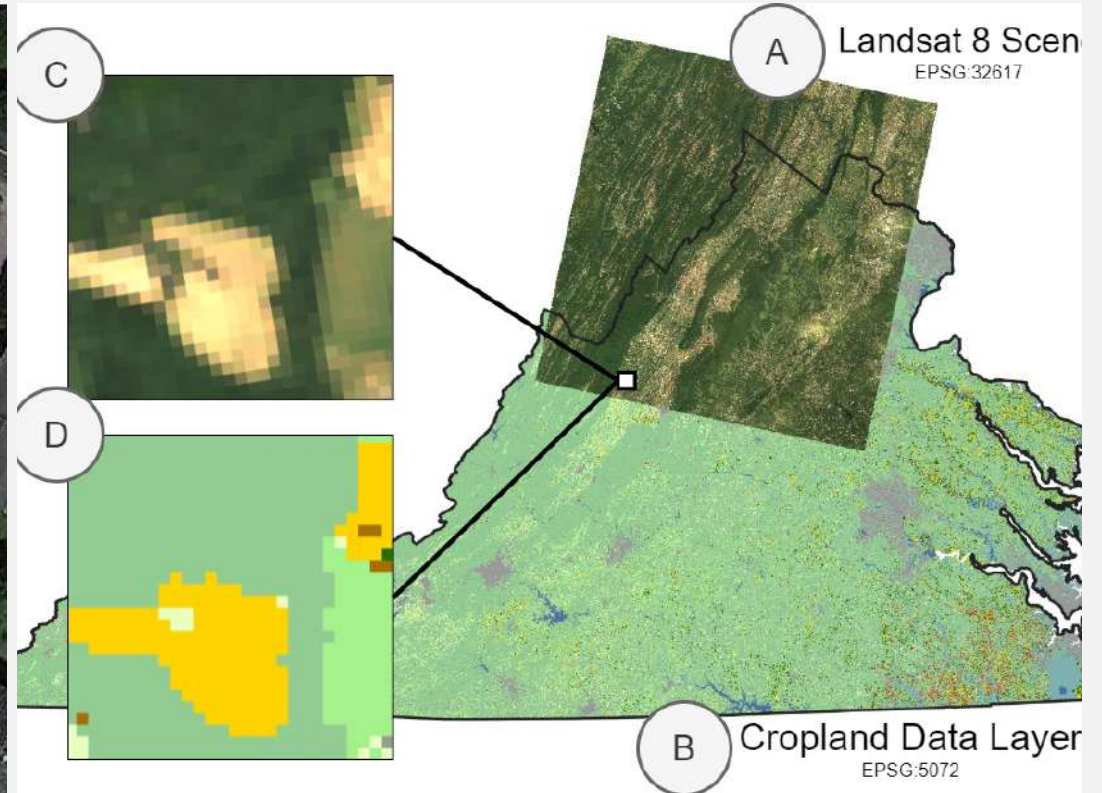 C
A
Landsat 8 Scen
EPSG:32617
D
B
Cropland Data Layer
EPSG:5072